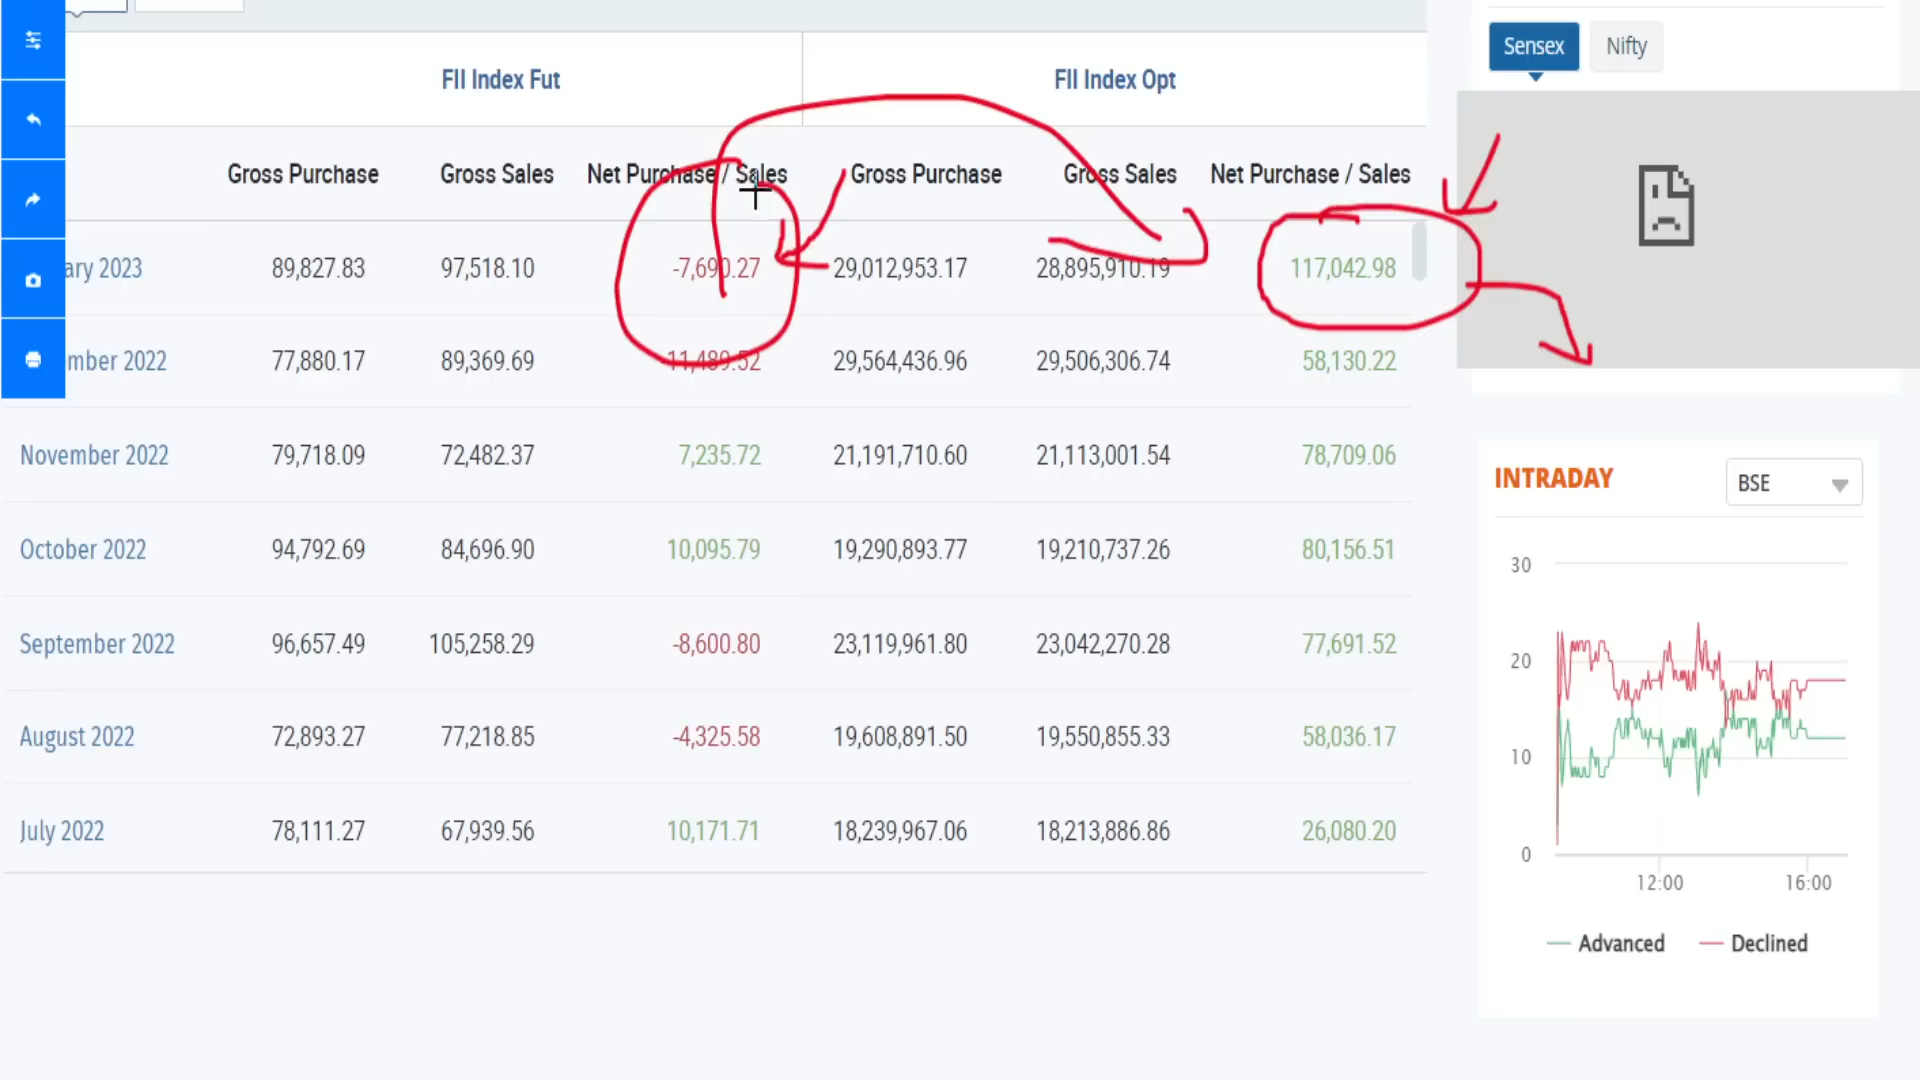 Sensex Nifty
FII Index Fut FII Index Opt
Gross Purchase Gross Sales Net Purchase / Sales Gross Purchase Gross Sales Net Purchase / Sales
ary 2023 89,827.83 97,518.10 -7,690.27 29,012,953.17 28,895,910.19 117,042.98
mber 2022 77,880.17 89,369.69 11,489.52 29,564,436.96 29,506,306.74 58,130.22
November 2022 79,718.09 72,482.37 7,235.72 21,191,710.60 21,113,001.54 78,709.06
October 2022 94,792.69 84,696.90 10,095.79 19,290,893.77 19,210,737.26 80,156.51
September 2022 96,657.49 105,258.29 -8,600.80 23,119,961.80 23,042,270.28 77,691.52
August 2022 72,893.27 77,218.85 -4,325.58 19,608,891.50 19,550,855.33 58,036.17
July 2022 78,111.27 67,939.56 10,171.71 18,239,967.06 18,213,886.86 26,080.20
INTRADAY BSE
30
20
10
0
12:00 16:00
Advanced Declined